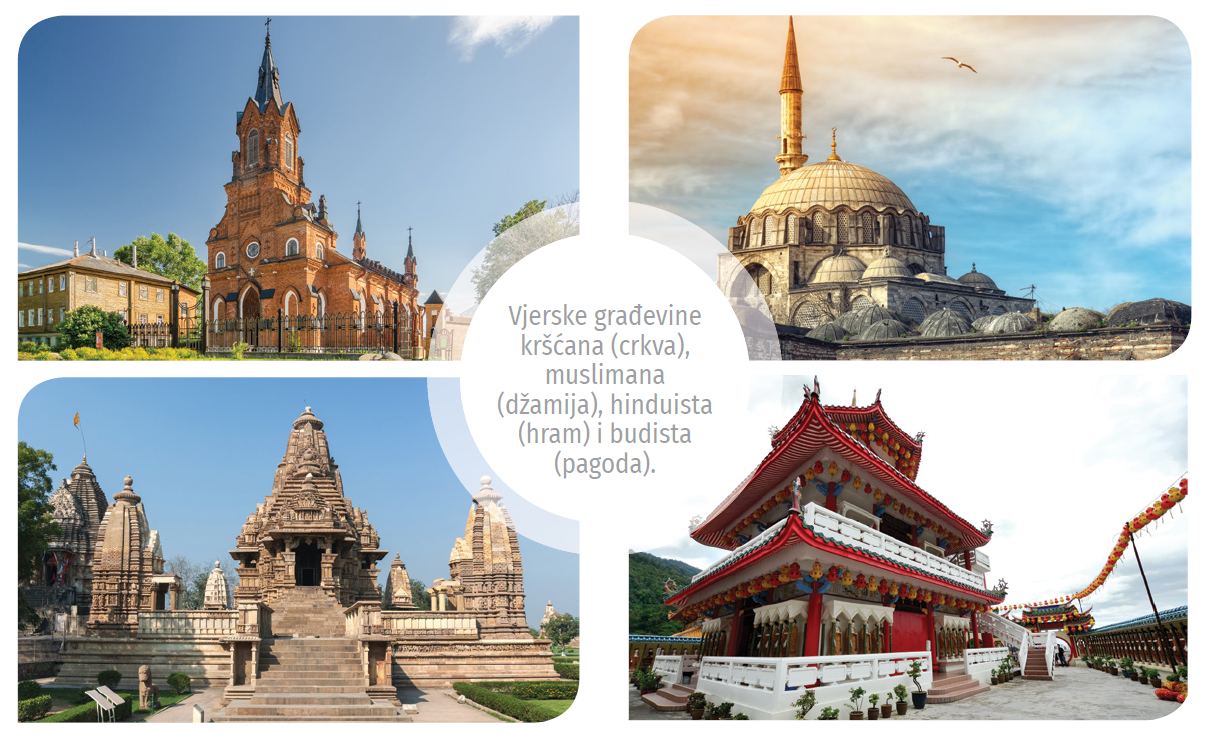 Vjerske građevine
kršćana (crkva),
muslimana
(džamija), hinduista
(hram) i budista
(pagoda).